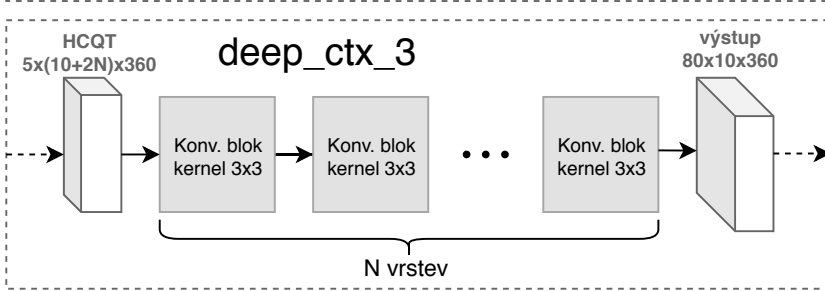 HCQT
5x(10+2N)x360
deep_ctx_3
výstup
80x10x360
Konv. blok
kernel 3x3
Konv. blok
kernel 3x3
Konv. blok
kernel 3x3
N vrstev